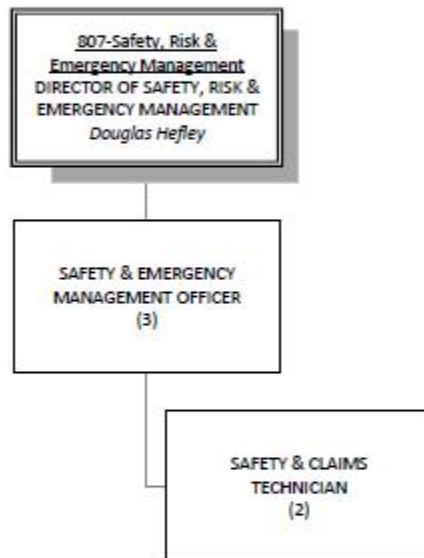 807-Safety, Risk &
Emergency Management
DIRECTOR OF SAFETY, RISK &
EMERGENCY MANAGEMENT
Douglas Hefley
SAFETY & EMERGENCY
MANAGEMENT OFFICER
(3)
SAFETY & CLAIMS
TECHNICIAN
(2)